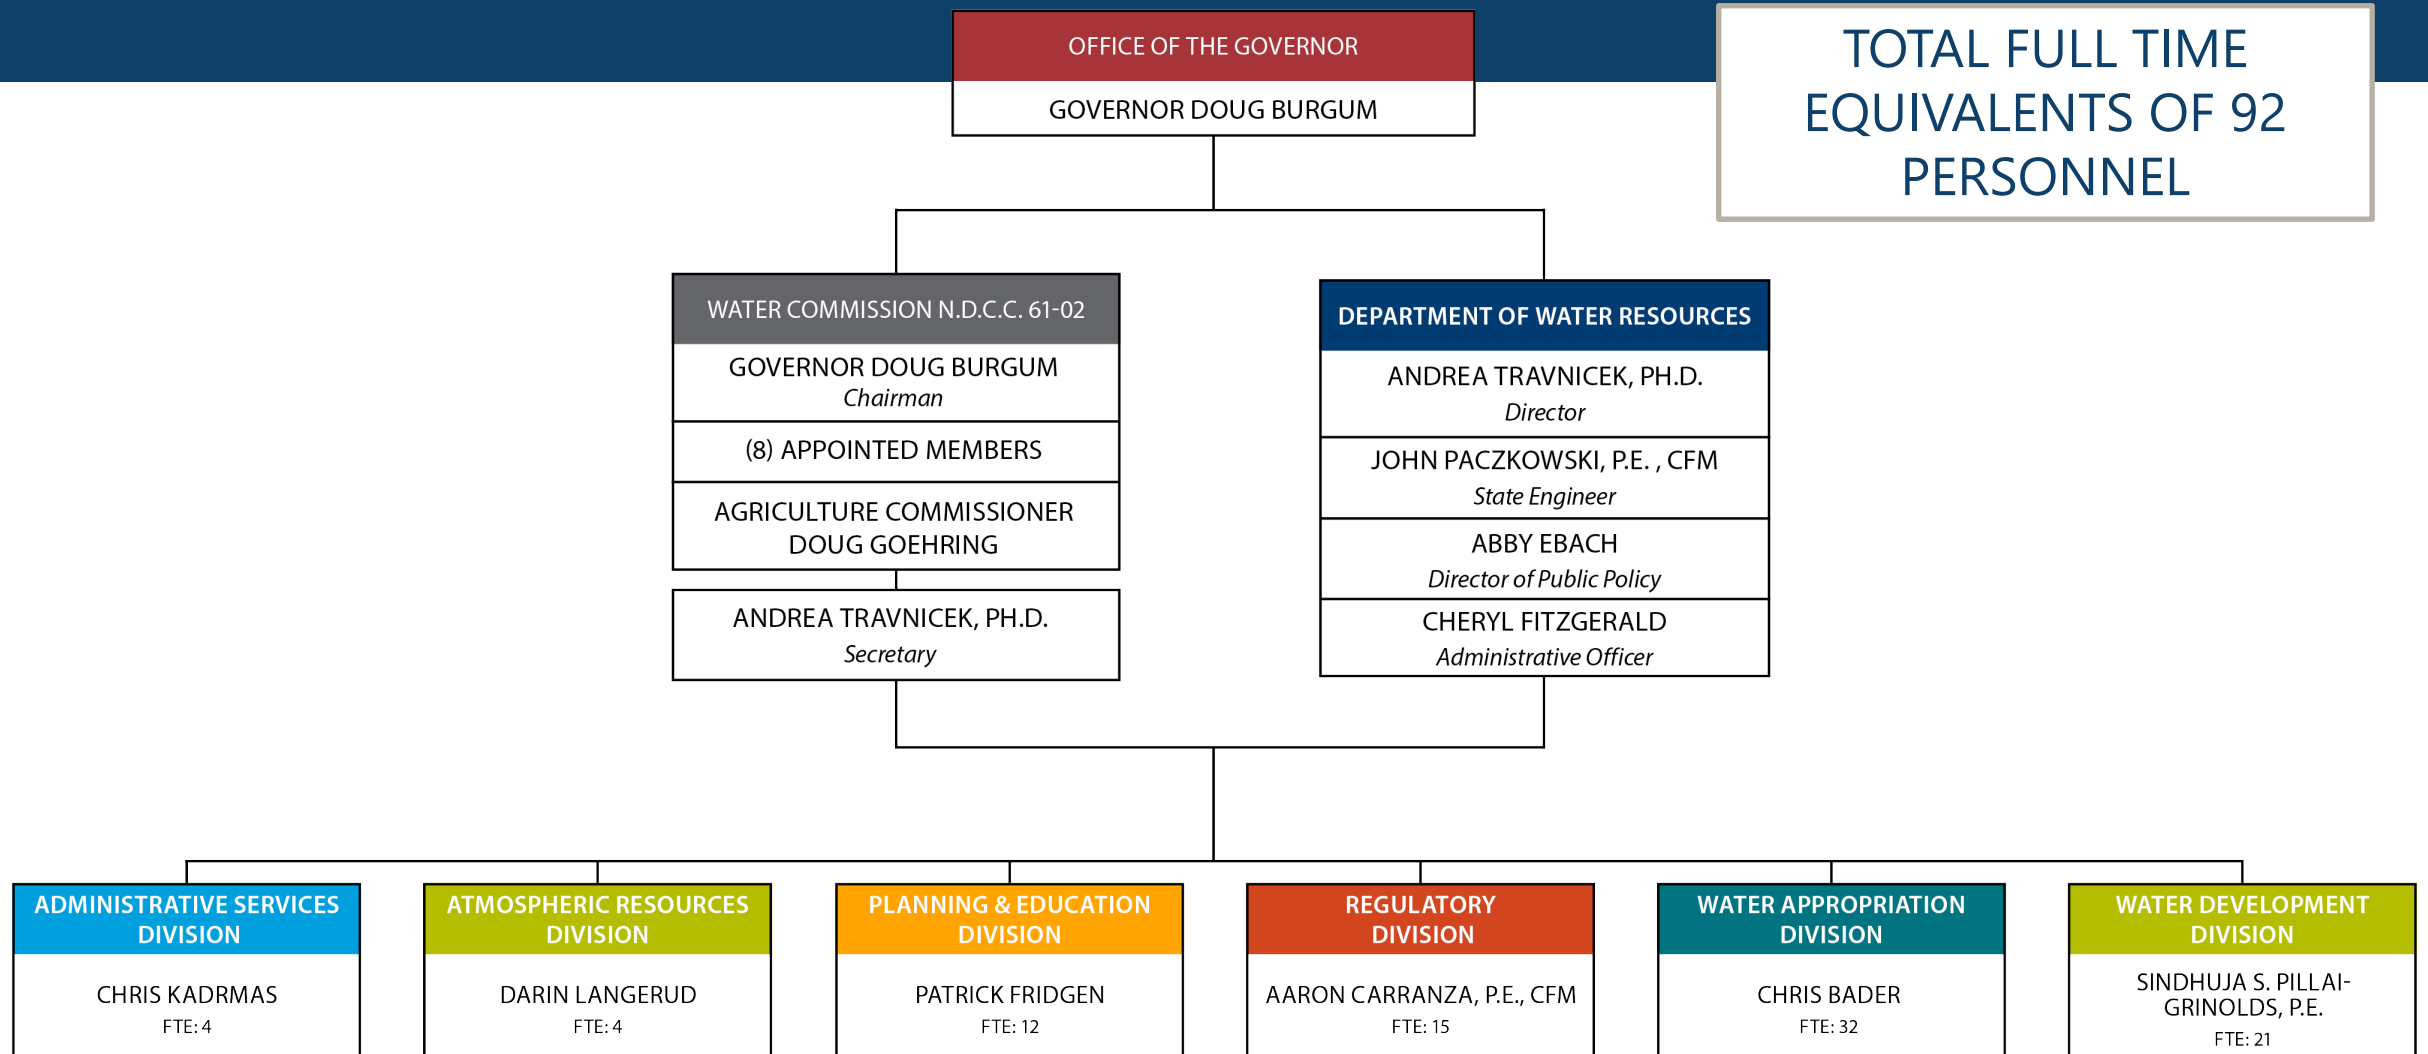 OFFICE OF THE GOVERNOR
GOVERNOR DOUG BURGUM
TOTAL FULL TIME
EQUIVALENTS OF 92
PERSONNEL
WATER COMMISSION N.D.C.C. 61-02
GOVERNOR DOUG BURGUM
Chairman
(8) APPOINTED MEMBERS
AGRICULTURE COMMISSIONER
DOUG GOEHRING
ANDREA TRAVNICEK, PH.D.
Secretary
DEPARTMENT OF WATER RESOURCES
ANDREA TRAVNICEK, PH.D.
Director
JOHN PACZKOWSKI, P.E. , CFM
State Engineer
ABBY EBACH
Director of Public Policy
CHERYL FITZGERALD
Administrative Officer
ADMINISTRATIVE SERVICES
DIVISION
CHRIS KADRMAS
FTE: 4
ATMOSPHERIC RESOURCES
DIVISION
DARIN LANGERUD
FTE: 4
PLANNING & EDUCATION
DIVISION
PATRICK FRIDGEN
FTE: 12
REGULATORY
DIVISION
AARON CARRANZA, P.E., CFM
FTE: 15
WATER APPROPRIATION
DIVISION
CHRIS BADER
FTE: 32
WATER DEVELOPMENT
DIVISION
SINDHUJA S. PILLAI-
GRINOLDS, P.E.
FTE: 21